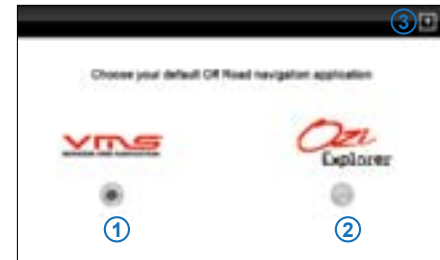 3
Choose your default Off Road navigation application
VMS
Ozi
Explorer
1
2